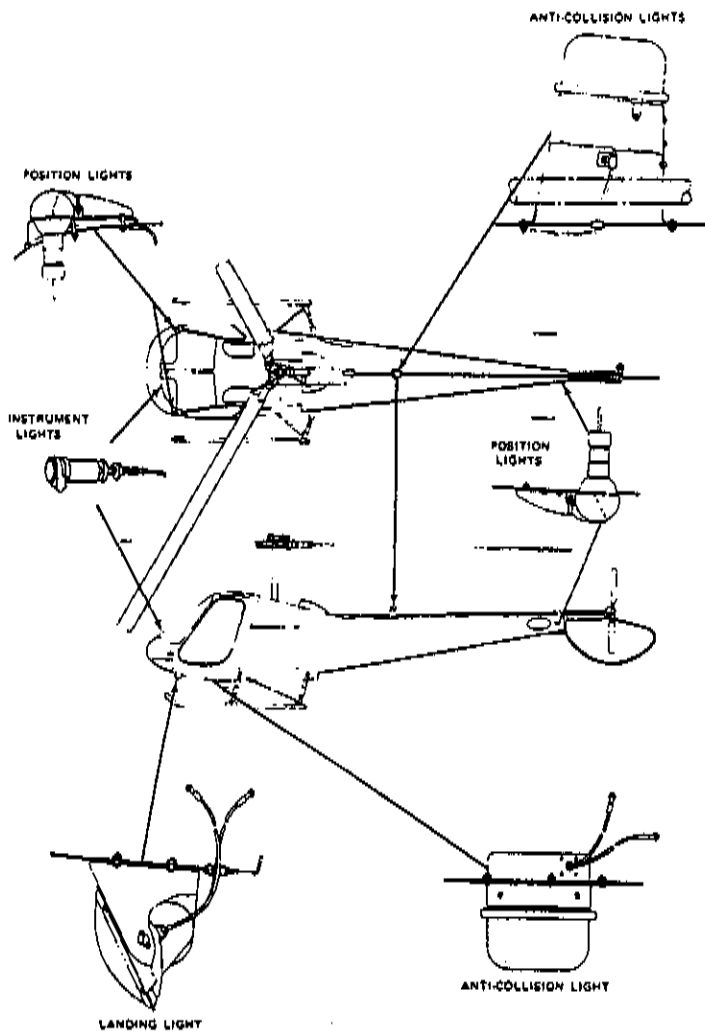 ANTI-COLLISION LIGHTS
POSITION LIGHTS
INSTRUMENT
LIGHTS
POSITION
LIGHTS
ANTI-COLLISION LIGHT
LANDING LIGHT